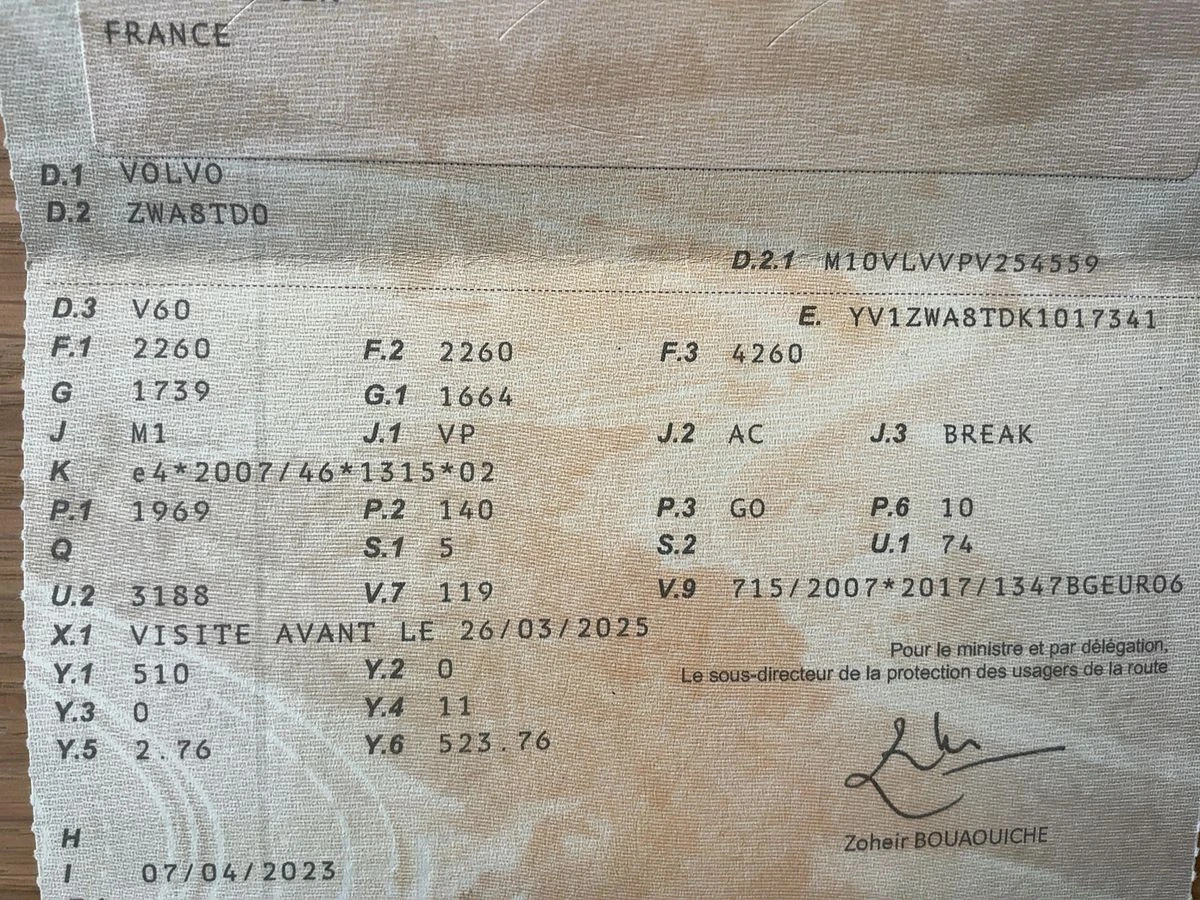 FRANCE
D.1 VOLVO
D.2 ZWA8TD0
D.2.1 M10VLVVPV254559
D.3 V60 E. YV1ZWA8TDK1017341
F.1 2260 F.2 2260 F.3 4260
G 1739 G.1 1664
J M1 J.1 VP J.2 AC J.3 BREAK
K e4*2007/46*1315*02
P.1 1969 P.2 140 P.3 GO P.6 10
Q S.1 5 S.2 U.1 74
U.2 3188 V.7 119 V.9 715/2007*2017/1347BGEURO6
X.1 VISITE AVANT LE 26/03/2025
Pour le ministre et par délégation,
Y.1 510 Y.2 0 Le sous-directeur de la protection des usagers de la route
Y.3 0 Y.4 11
Y.5 2.76 Y.6 523.76
H Zoheir BOUAOUICHE
I 07/04/2023